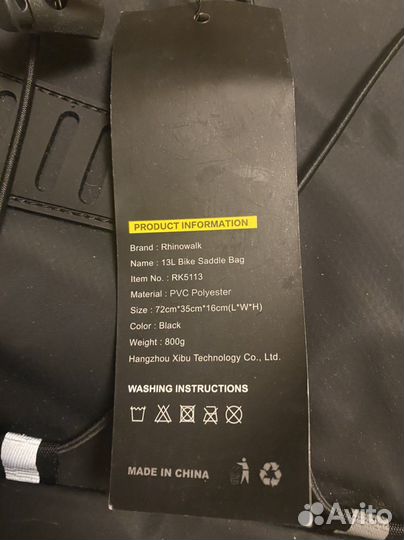 PRODUCT INFORMATION
Brand : Rhinowalk
Name : 13L Bike Saddle Bag
Item No. : RK5113
Material : PVC Polyester
Size : 72cm*35cm*16cm(L*W*H)
Color : Black
Weight : 800g
Hangzhou Xibu Technology Co., Ltd.
WASHING INSTRUCTIONS
MADE IN CHINA
Avito